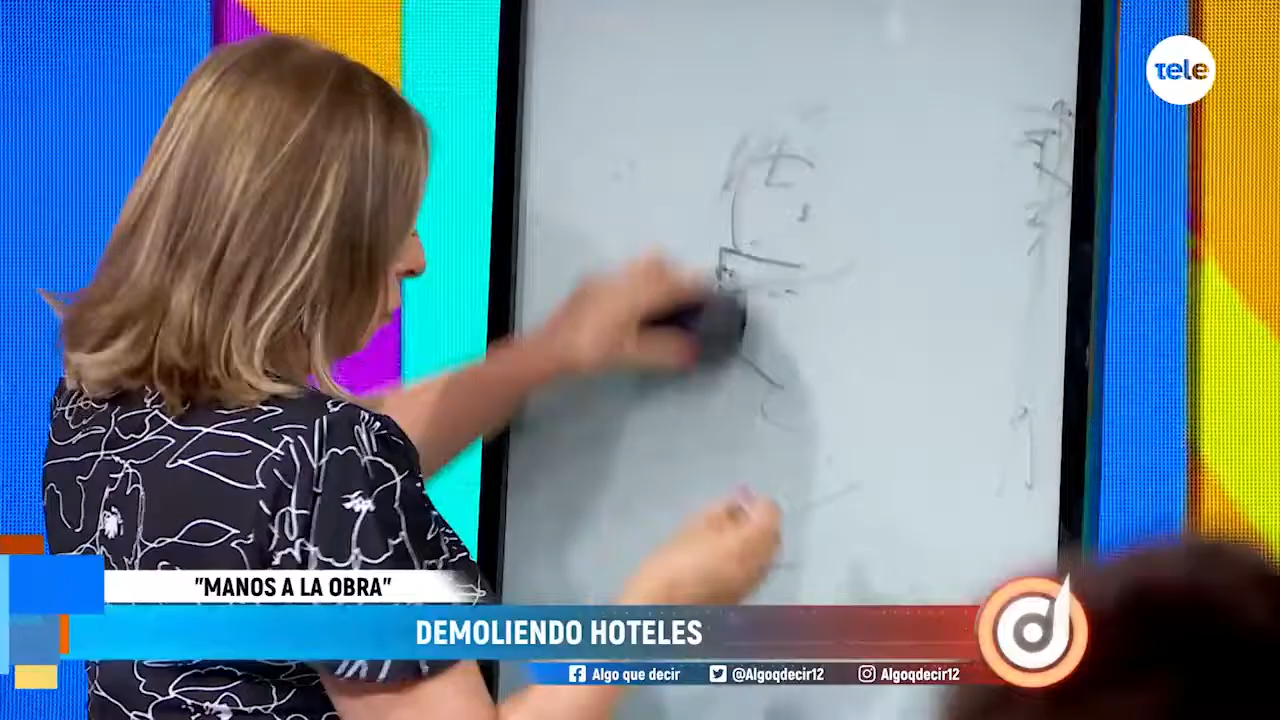 tele
"MANOS A LA OBRA"
DEMOLIENDO HOTELES
Algo que decir @Algoqdecir12 Algoqdecir12